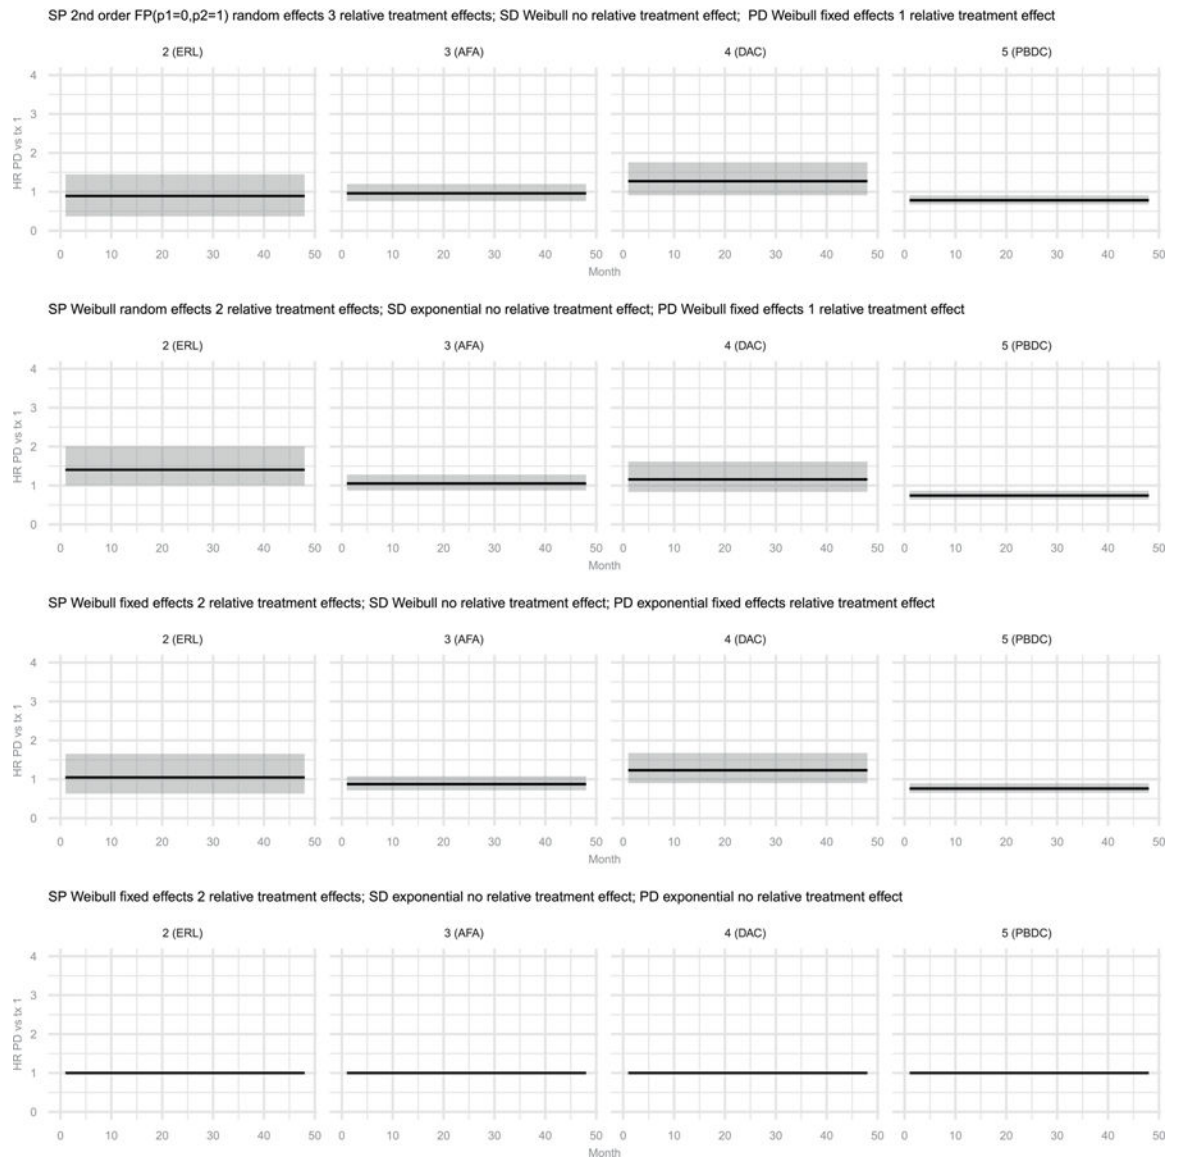 SP 2nd order FP(p1=0,p2=1) random effects 3 relative treatment effects; SD Weibull no relative treatment effect;  PD Weibull fixed effects 1 relative treatment effect
2 (ERL) 3 (AFA) 4 (DAC) 5 (PBDC)
HR PD vs tx 1
4
3
2
1
0
0 10 20 30 40 50 0 10 20 30 40 50 0 10 20 30 40 50 0 10 20 30 40 50
Month
SP Weibull random effects 2 relative treatment effects; SD exponential no relative treatment effect; PD Weibull fixed effects 1 relative treatment effect
2 (ERL) 3 (AFA) 4 (DAC) 5 (PBDC)
HR PD vs tx 1
4
3
2
1
0
0 10 20 30 40 50 0 10 20 30 40 50 0 10 20 30 40 50 0 10 20 30 40 50
Month
SP Weibull fixed effects 2 relative treatment effects; SD Weibull no relative treatment effect; PD exponential fixed effects relative treatment effect
2 (ERL) 3 (AFA) 4 (DAC) 5 (PBDC)
HR PD vs tx 1
4
3
2
1
0
0 10 20 30 40 50 0 10 20 30 40 50 0 10 20 30 40 50 0 10 20 30 40 50
Month
SP Weibull fixed effects 2 relative treatment effects; SD exponential no relative treatment effect; PD exponential no relative treatment effect
2 (ERL) 3 (AFA) 4 (DAC) 5 (PBDC)
HR PD vs tx 1
4
3
2
1
0
0 10 20 30 40 50 0 10 20 30 40 50 0 10 20 30 40 50 0 10 20 30 40 50
Month